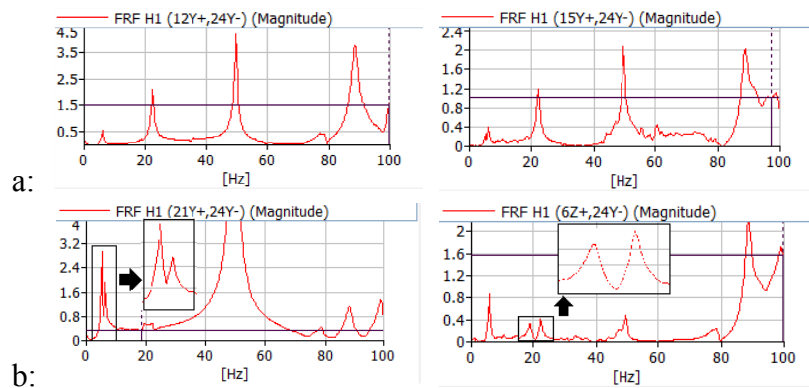 FRF H1 (12Y+,24Y-) (Magnitude)
4.5
3.5
2.5
1.5
0.5
0 20 40 60 80 100
[Hz]
FRF H1 (15Y+,24Y-) (Magnitude)
2.4
2
1.6
1.2
0.8
0.4
0
0 20 40 60 80 100
[Hz]
a:
FRF H1 (21Y+,24Y-) (Magnitude)
4
3.2
2.4
1.6
0.8
0
0 20 40 60 80 100
[Hz]
FRF H1 (6Z+,24Y-) (Magnitude)
2
1.6
1.2
0.8
0.4
0
0 20 40 60 80 100
[Hz]
b: